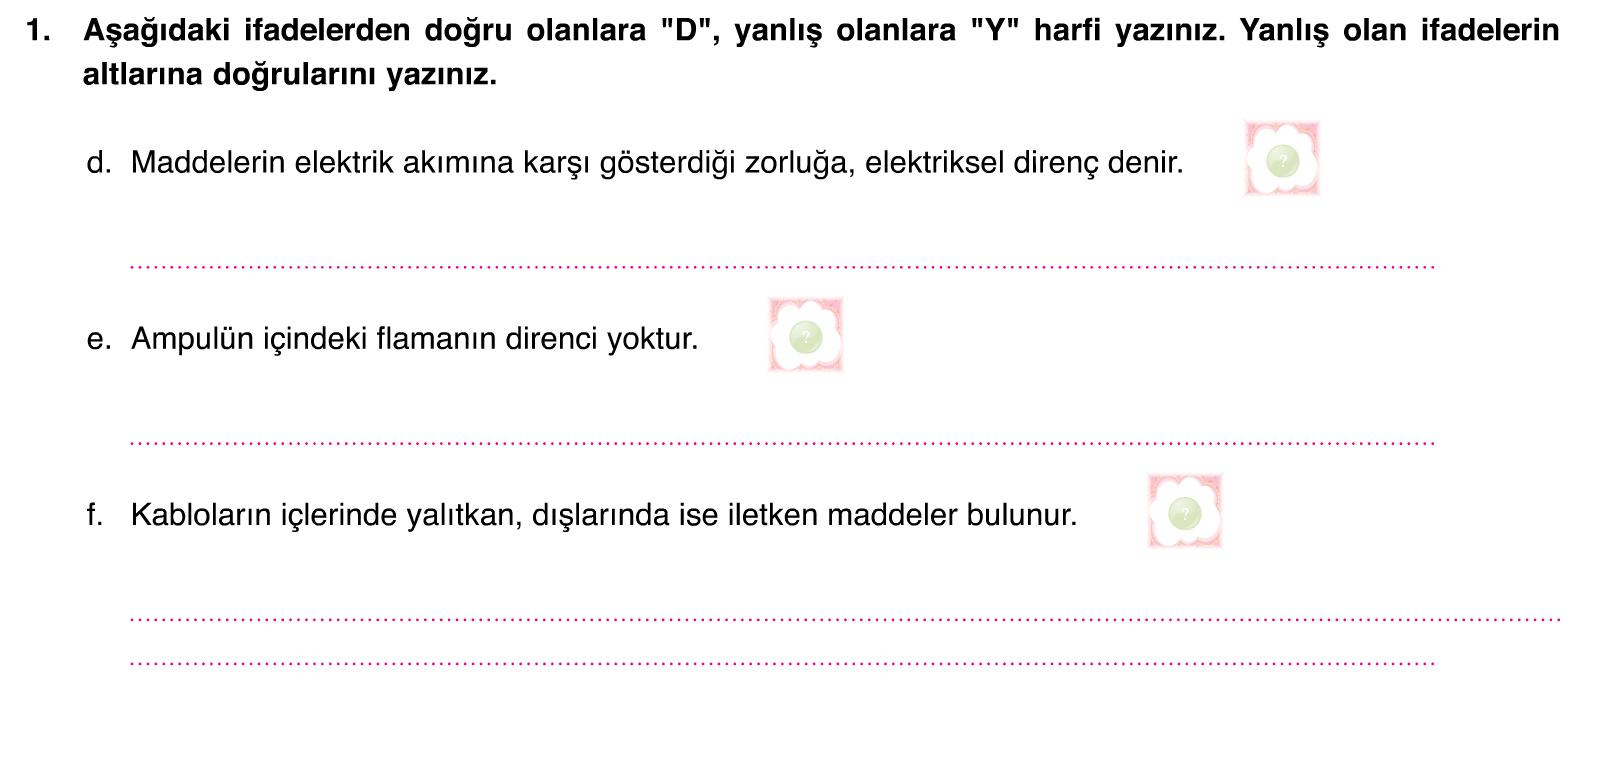 1. Aşağıdaki ifadelerden doğru olanlara "D", yanlış olanlara "Y" harfi yazınız. Yanlış olan ifadelerin
altlarına doğrularını yazınız.
d. Maddelerin elektrik akımına karşı gösterdiği zorluğa, elektriksel direnç denir. ?
e. Ampulün içindeki flamanın direnci yoktur. ?
f. Kabloların içlerinde yalıtkan, dışlarında ise iletken maddeler bulunur. ?